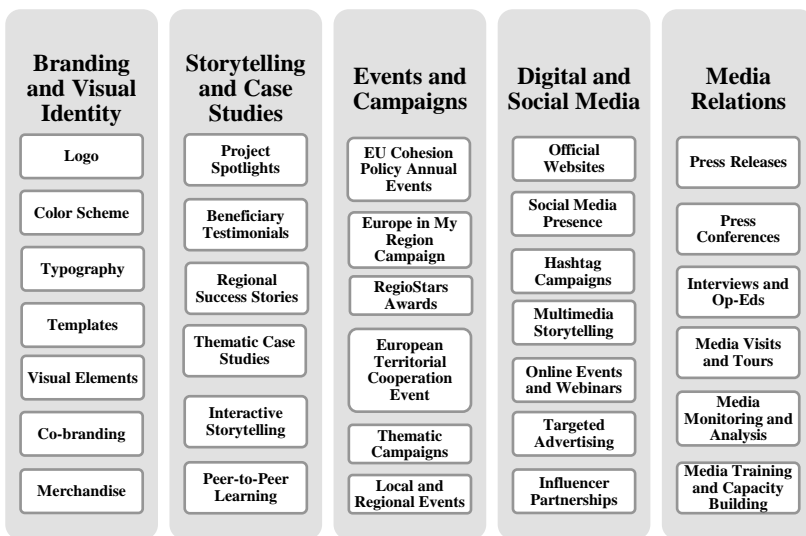 Branding
and Visual
Identity
Logo
Color Scheme
Typography
Templates
Visual Elements
Co-branding
Merchandise
Storytelling
and Case
Studies
Project
Spotlights
Beneficiary
Testimonials
Regional
Success Stories
Thematic Case
Studies
Interactive
Storytelling
Peer-to-Peer
Learning
Events and
Campaigns
EU Cohesion
Policy Annual
Events
Europe in My
Region
Campaign
RegioStars
Awards
European
Territorial
Cooperation
Event
Thematic
Campaigns
Local and
Regional Events
Digital and
Social Media
Official
Websites
Social Media
Presence
Hashtag
Campaigns
Multimedia
Storytelling
Online Events
and Webinars
Targeted
Advertising
Influencer
Partnerships
Media
Relations
Press Releases
Press
Conferences
Interviews and
Op-Eds
Media Visits
and Tours
Media
Monitoring and
Analysis
Media Training
and Capacity
Building